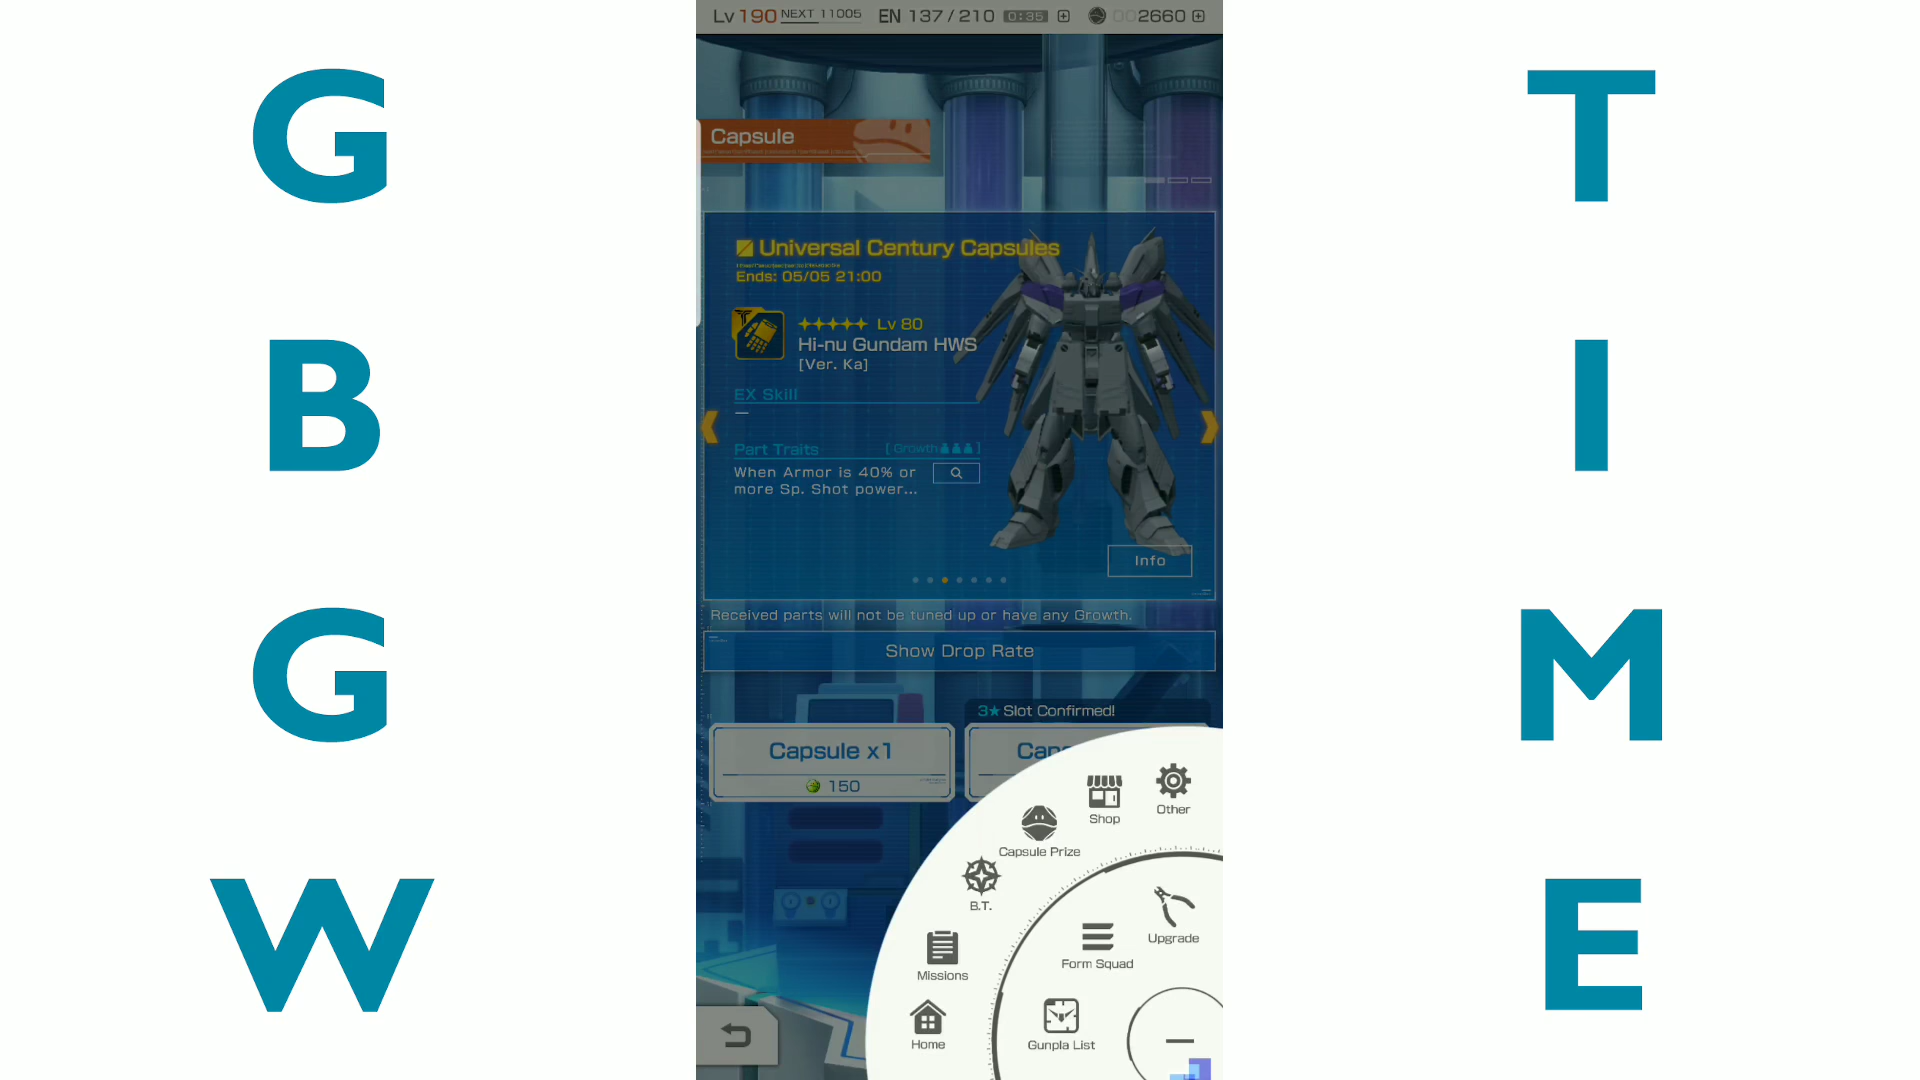 G
B
G
W
Lv 190 NEXT 11005 EN 137/210 0:35 002660
Capsule
Universal Century Capsules
Ends: 05/05 21:00
Lv 80
Hi-nu Gundam HWS
[Ver. Ka]
EX Skill
—
Part Traits [Growth]
When Armor is 40% or
more Sp. Shot power...
Info
Received parts will not be tuned up or have any Growth.
Show Drop Rate
3★ Slot Confirmed!
Capsule x1
150
Shop
Other
Capsule Prize
B.T.
Upgrade
Form Squad
Missions
Home
Gunpla List
T
I
M
E